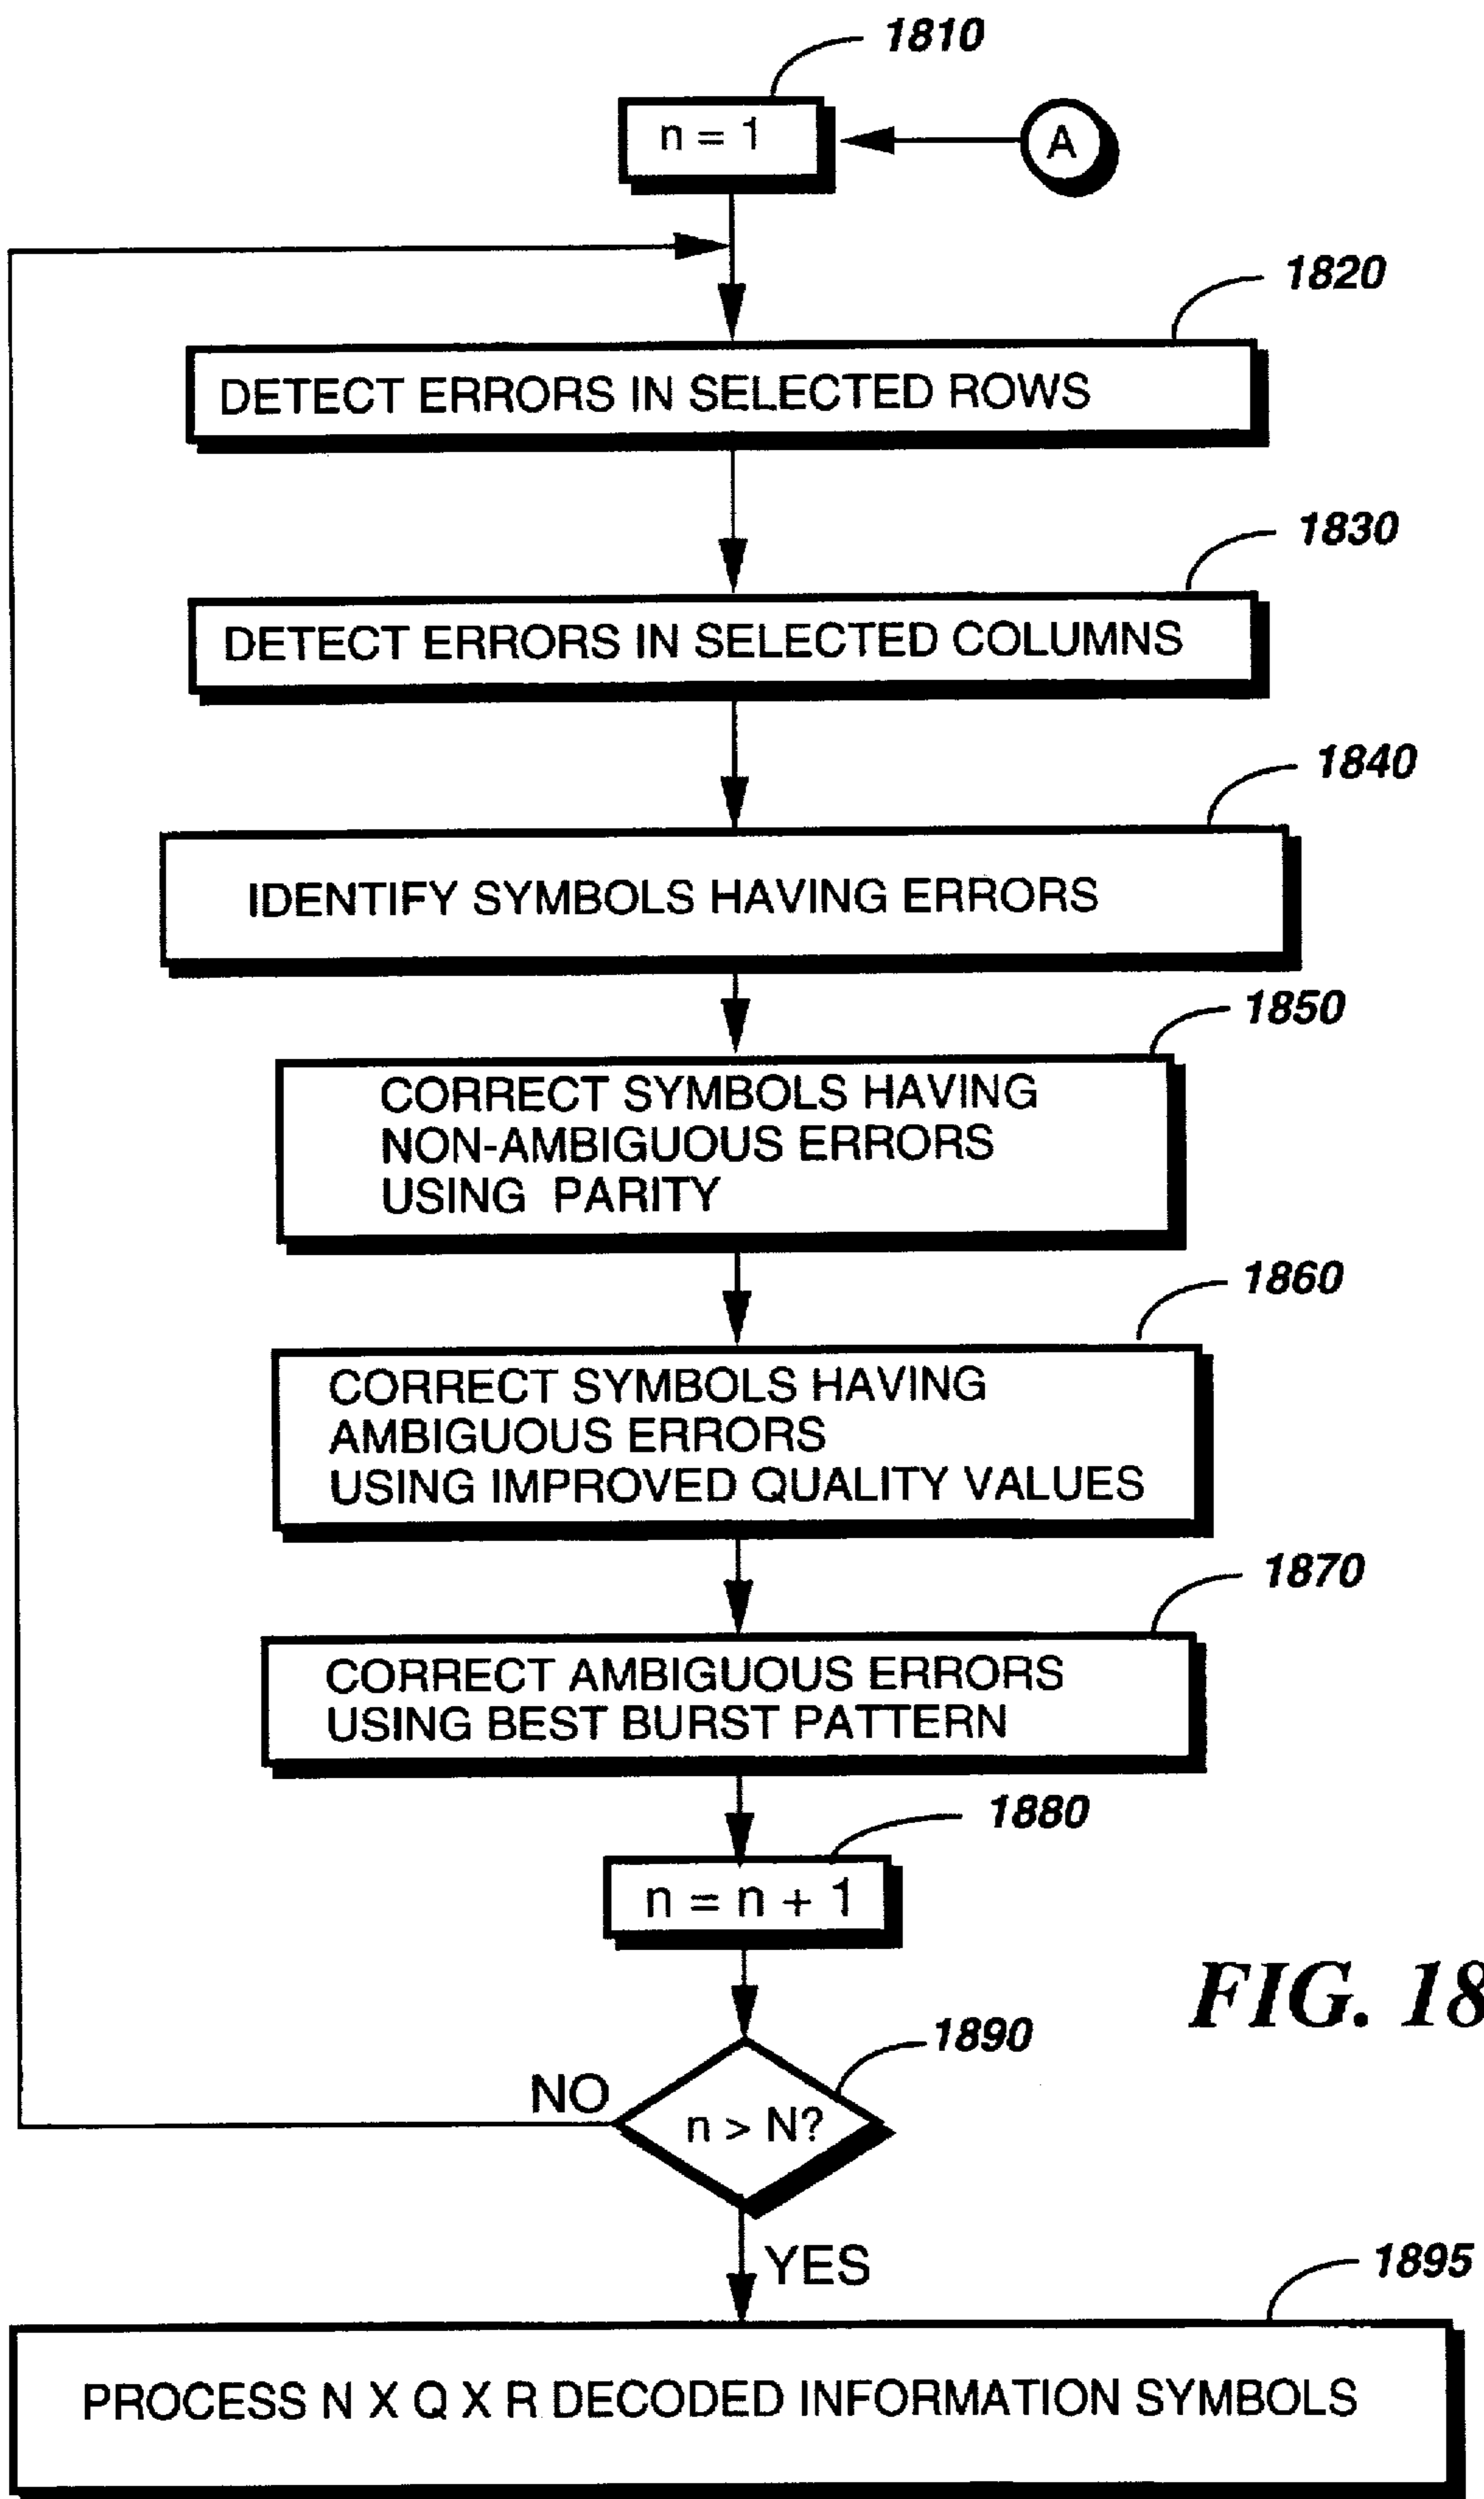 1810
n = 1
A
1820
DETECT ERRORS IN SELECTED ROWS
1830
DETECT ERRORS IN SELECTED COLUMNS
1840
IDENTIFY SYMBOLS HAVING ERRORS
1850
CORRECT SYMBOLS HAVING
NON-AMBIGUOUS ERRORS
USING PARITY
1860
CORRECT SYMBOLS HAVING
AMBIGUOUS ERRORS
USING IMPROVED QUALITY VALUES
1870
CORRECT AMBIGUOUS ERRORS
USING BEST BURST PATTERN
1880
n = n + 1
FIG. 18
1890
NO
n > N?
YES
1895
PROCESS N X Q X R DECODED INFORMATION SYMBOLS